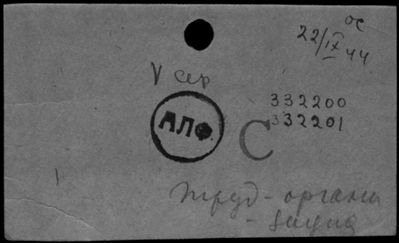 ос
22/IX 44
V сер
АЛФ
С
332200
332201
труд - органи
- зация